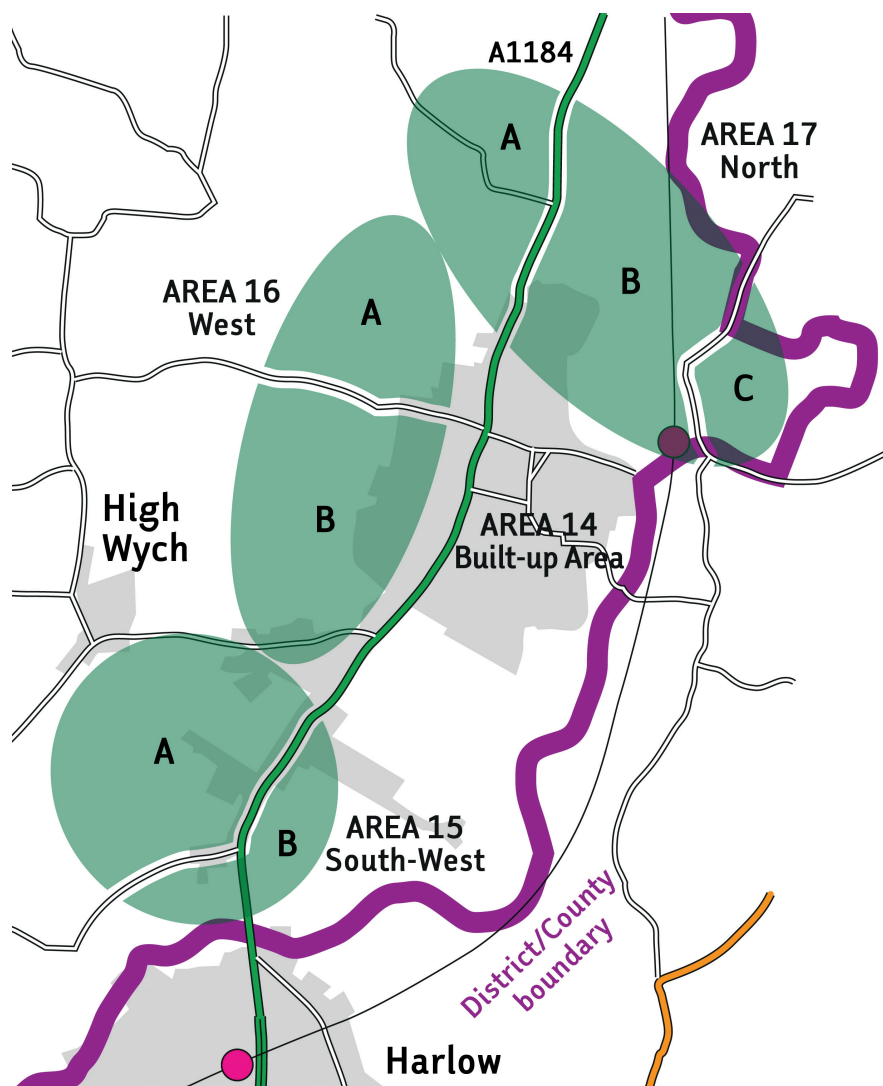 A1184
A
AREA 17
North
B
AREA 16
West
A
C
High
Wych
B
AREA 14
Built-up Area
A
B
AREA 15
South-West
District/County
boundary
Harlow